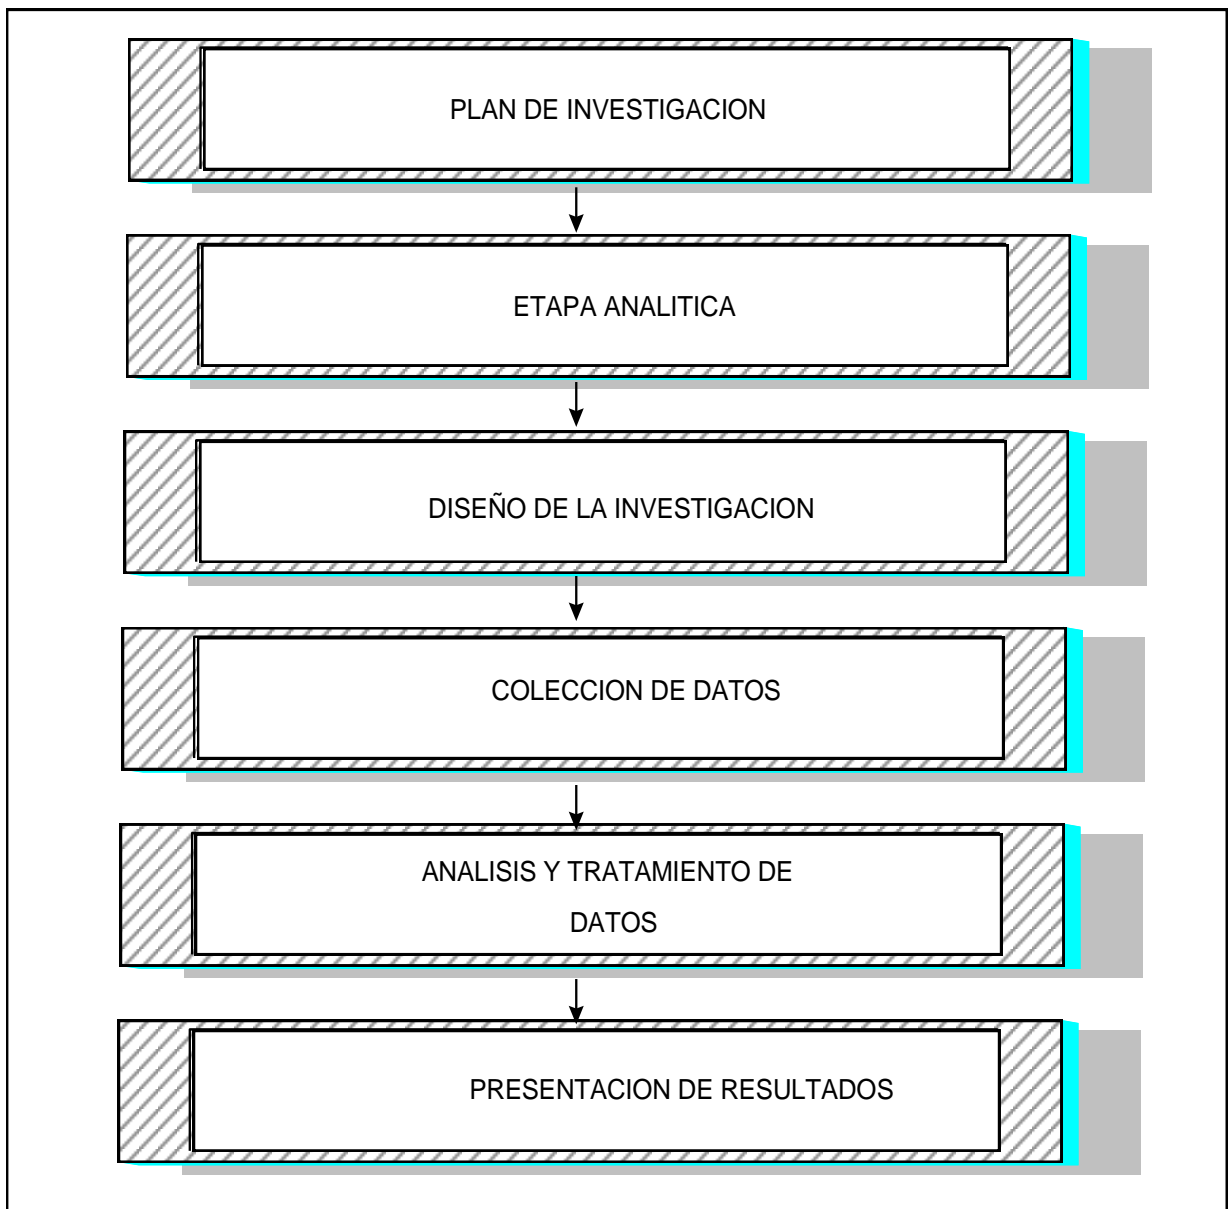 PLAN DE INVESTIGACION
ETAPA ANALITICA
DISEÑO DE LA INVESTIGACION
COLECCION DE DATOS
ANALISIS Y TRATAMIENTO DE
DATOS
PRESENTACION DE RESULTADOS